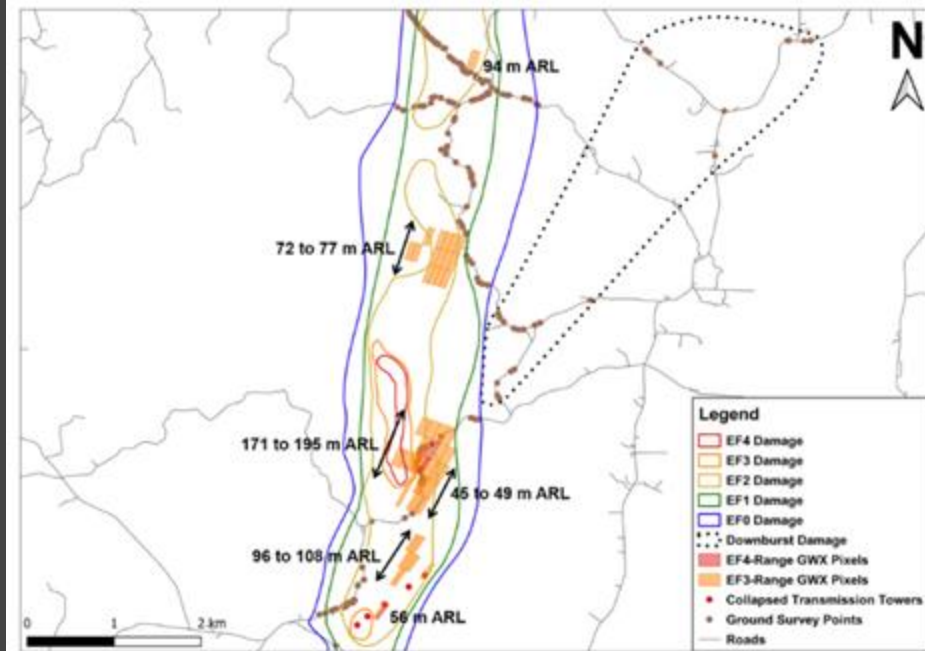 N
94 m ARL
72 to 77 m ARL
171 to 195 m ARL
45 to 49 m ARL
96 to 108 m ARL
56 m ARL
0 1 2 km
Legend
EF4 Damage
EF3 Damage
EF2 Damage
EF1 Damage
EF0 Damage
Downburst Damage
EF4-Range GWX Pixels
EF3-Range GWX Pixels
Collapsed Transmission Towers
Ground Survey Points
Roads